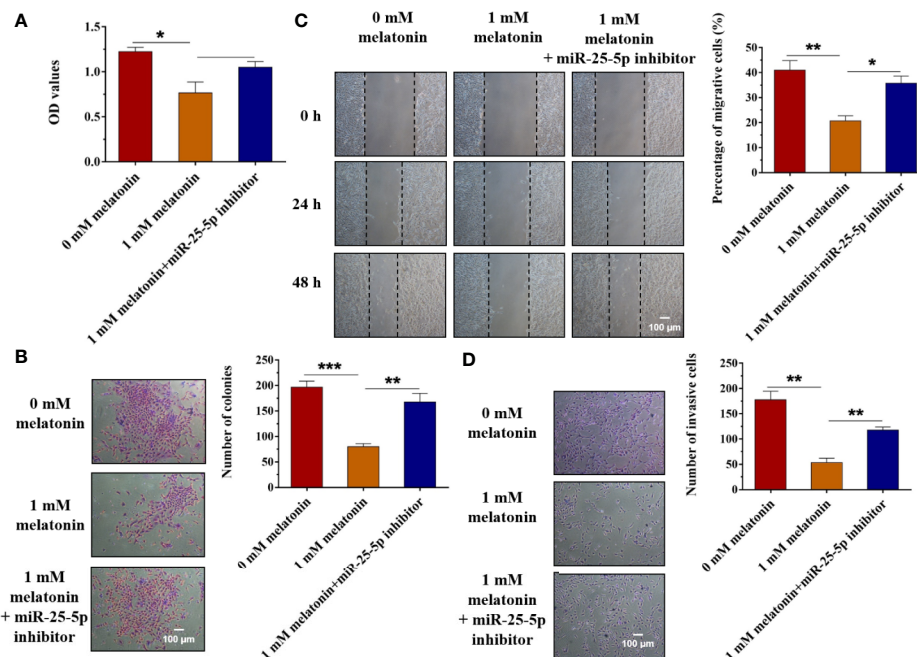 A
OD values
1.5
1.0
0.5
0.0
*
0 mM melatonin
1 mM melatonin
1 mM melatonin+miR-25-5p inhibitor
C
0 mM
melatonin
1 mM
melatonin
1
melatonin
+ miR-25-5p inhibitor
0 h
24 h
48 h
100 μm
Percentage of migrative cells (%)
50
40
30
20
10
0
**
*
0 mM melatonin
1 mM melatonin
1 mM melatonin+miR-25-5p inhibitor
B
0 mM
melatonin
1 mM
melatonin
1 mM
melatonin
+ miR-25-5p
inhibitor
100 μm
Number of colonies
250
200
150
100
50
0
***
**
0 mM melatonin
1 mM melatonin
1 mM melatonin+miR-25-5p inhibitor
D
0 mM
melatonin
1 mM
melatonin
1 mM
melatonin
+ miR-25-5p
inhibitor
100 μm
Number of invasive cells
250
200
150
100
50
0
**
**
0 mM melatonin
1 mM melatonin
1 mM melatonin+miR-25-5p inhibitor